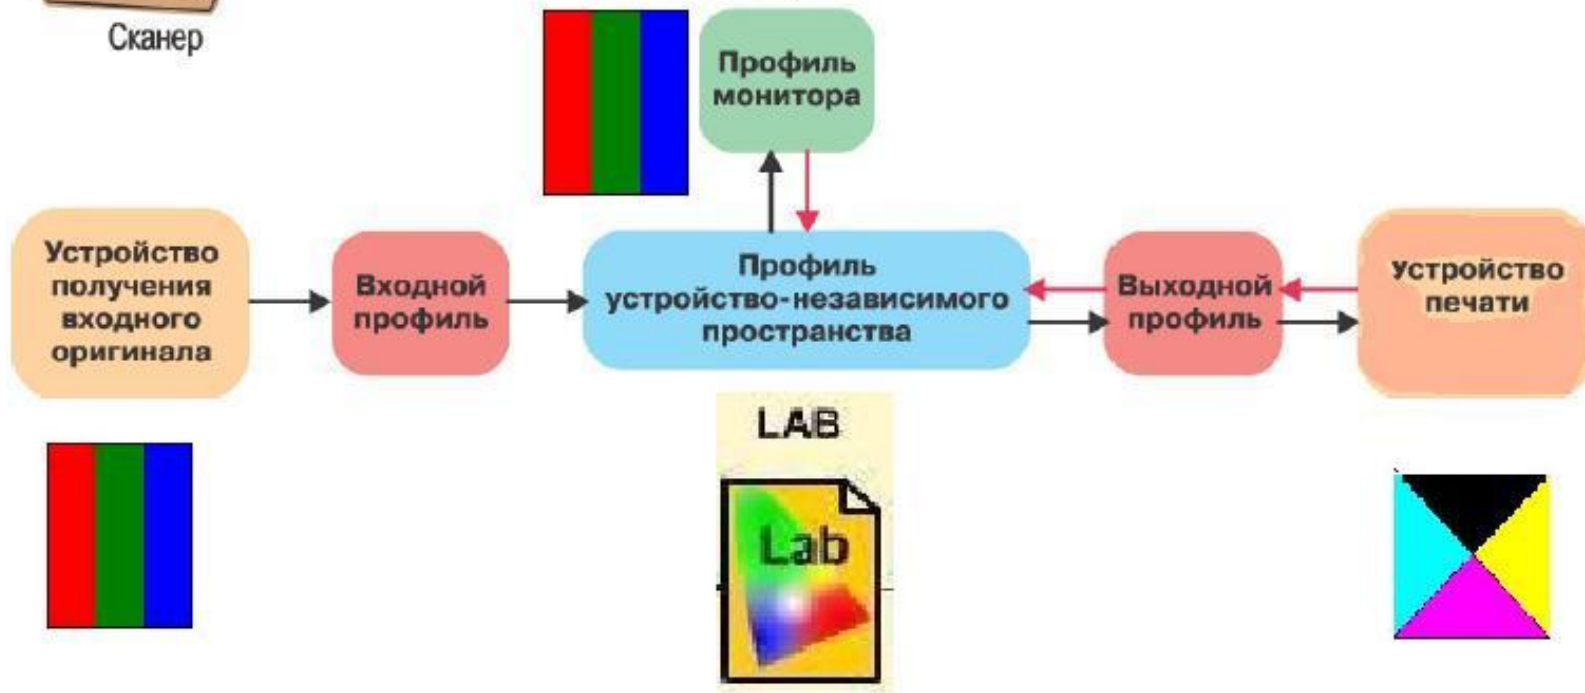 Сканер
Профиль
монитора
Устройство
получения
входного
оригинала
Входной
профиль
Профиль
устройство-независимого
пространства
Выходной
профиль
Устройство
печати
LAB
Lab